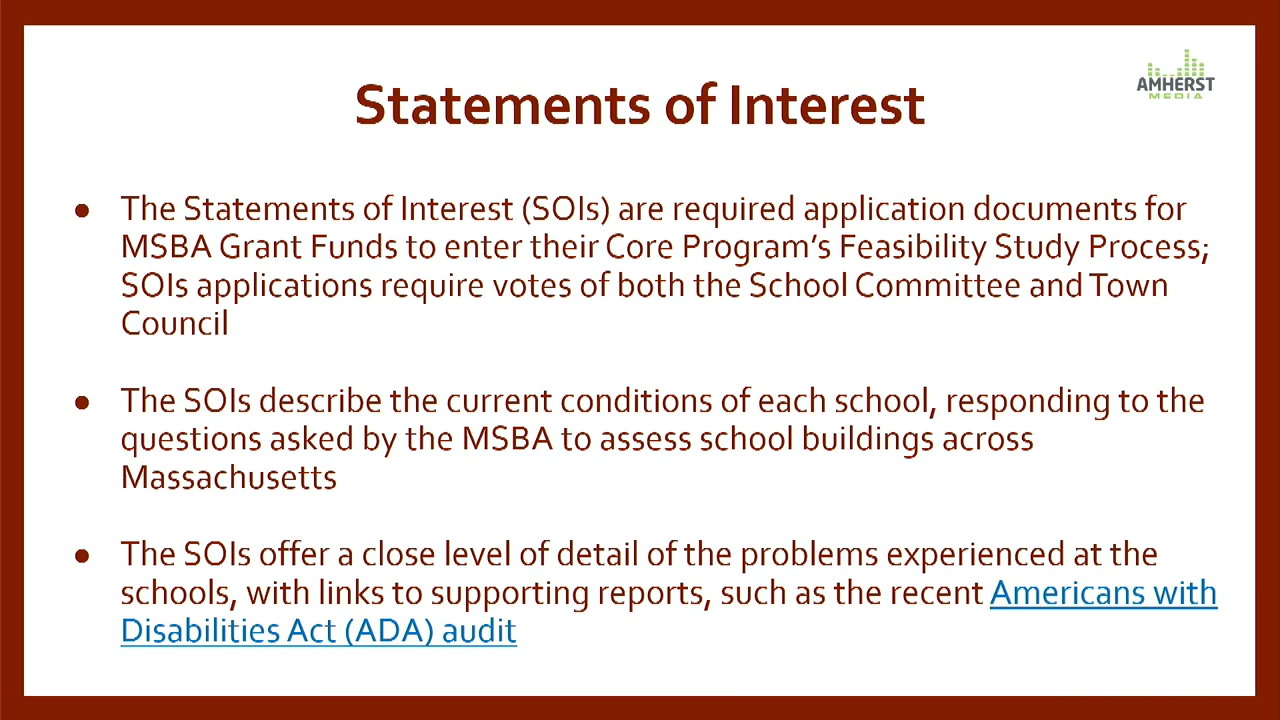 AMHERST
MEDIA
Statements of Interest
● The Statements of Interest (SOIs) are required application documents for
MSBA Grant Funds to enter their Core Program's Feasibility Study Process;
SOIs applications require votes of both the School Committee and Town
Council
● The SOIs describe the current conditions of each school, responding to the
questions asked by the MSBA to assess school buildings across
Massachusetts
● The SOIs offer a close level of detail of the problems experienced at the
schools, with links to supporting reports, such as the recent Americans with
Disabilities Act (ADA) audit